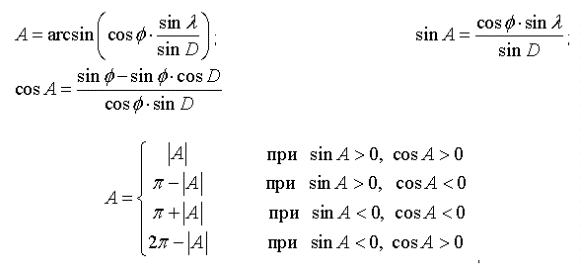 A = arcsin( cos ϕ · sin λ / sin D );    sin A = cos ϕ · sin λ / sin D ;
cos A = sin ϕ − sin ϕ · cos D / cos ϕ · sin D
A = { |A| при sin A > 0, cos A > 0
π − |A| при sin A > 0, cos A < 0
π + |A| при sin A < 0, cos A < 0
2π − |A| при sin A < 0, cos A > 0